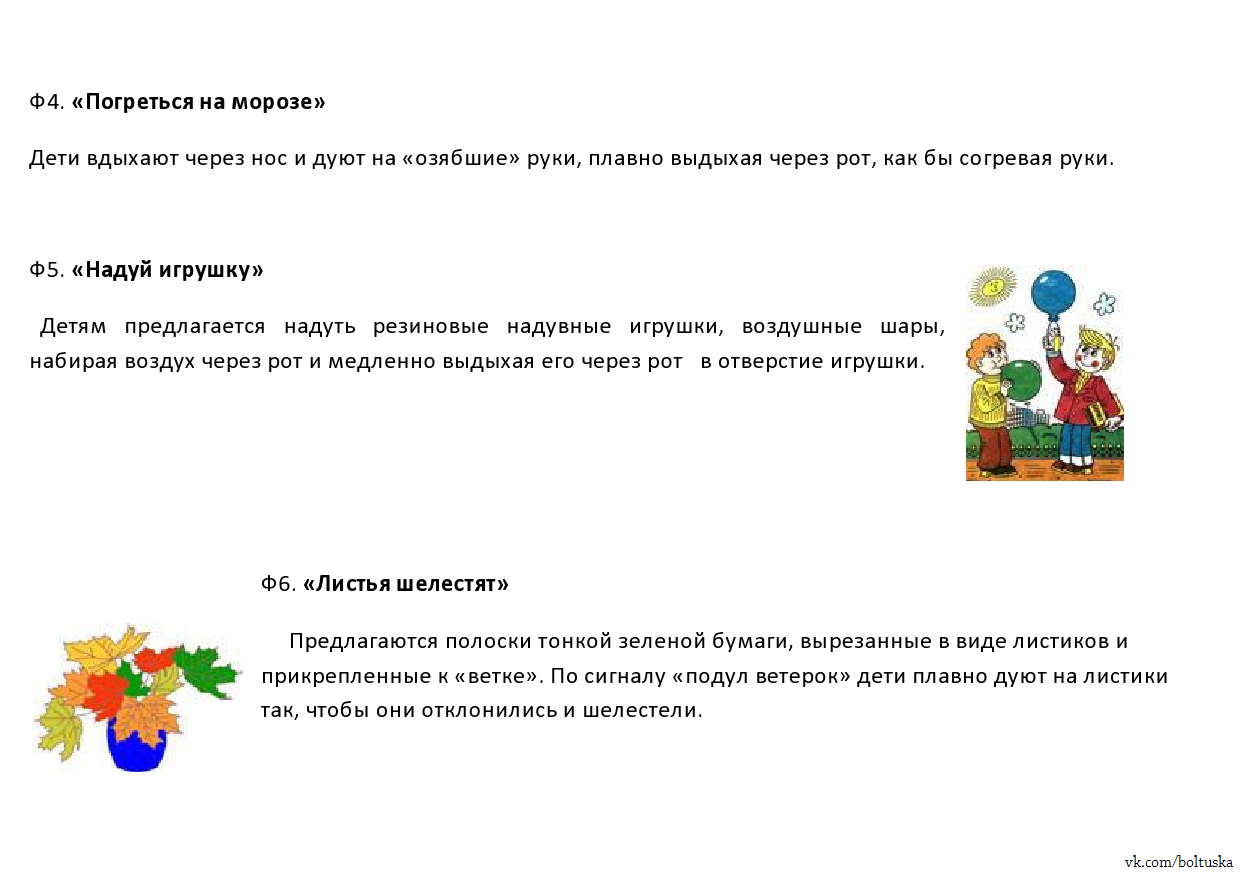 Ф4. «Погреться на морозе»
Дети вдыхают через нос и дуют на «озябшие» руки, плавно выдыхая через рот, как бы согревая руки.
Ф5. «Надуй игрушку»
Детям предлагается надуть резиновые надувные игрушки, воздушные шары,
набирая воздух через рот и медленно выдыхая его через рот в отверстие игрушки.
Ф6. «Листья шелестят»
Предлагаются полоски тонкой зеленой бумаги, вырезанные в виде листиков и
прикрепленные к «ветке». По сигналу «подул ветерок» дети плавно дуют на листики
так, чтобы они отклонились и шелестели.
vk.com/boltuska